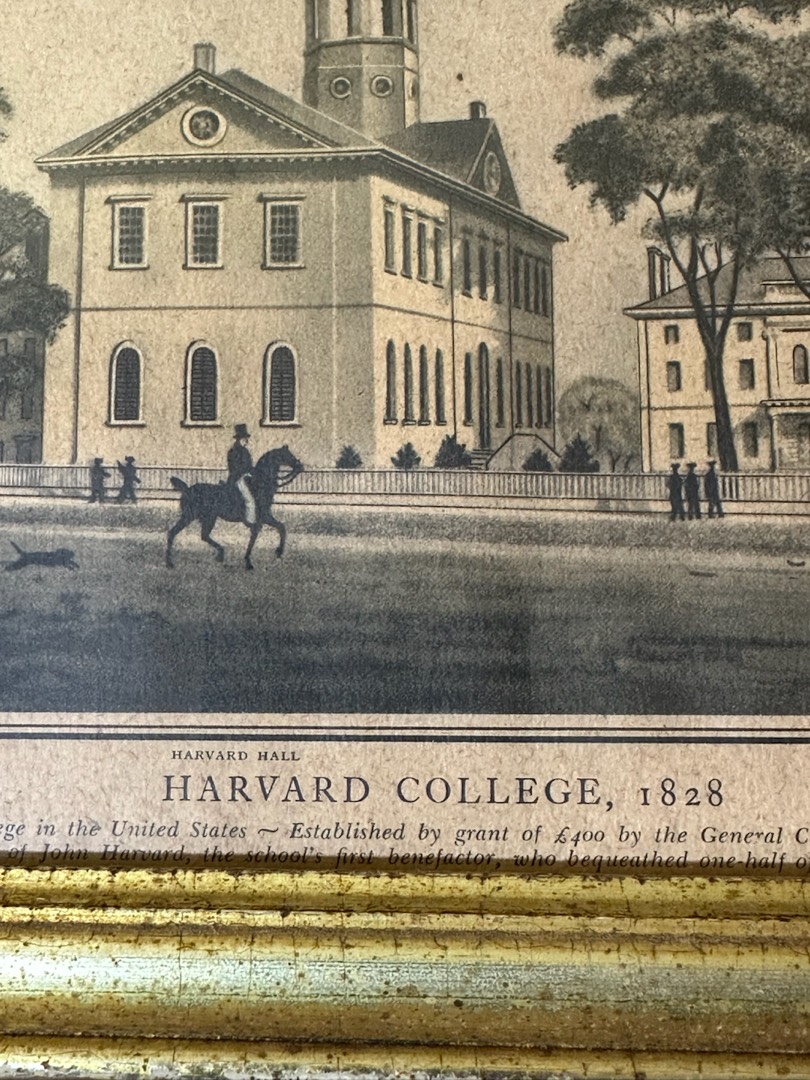 HARVARD HALL
HARVARD COLLEGE, 1828
ege in the United States ~ Established by grant of £400 by the General C
of John Harvard, the school's first benefactor, who bequeathed one-half o